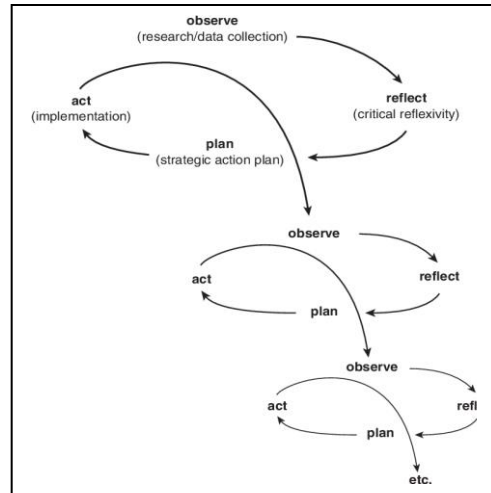 observe
(research/data collection)
act
(implementation)
reflect
(critical reflexivity)
plan
(strategic action plan)
observe
act
reflect
plan
observe
act
refl
plan
etc.